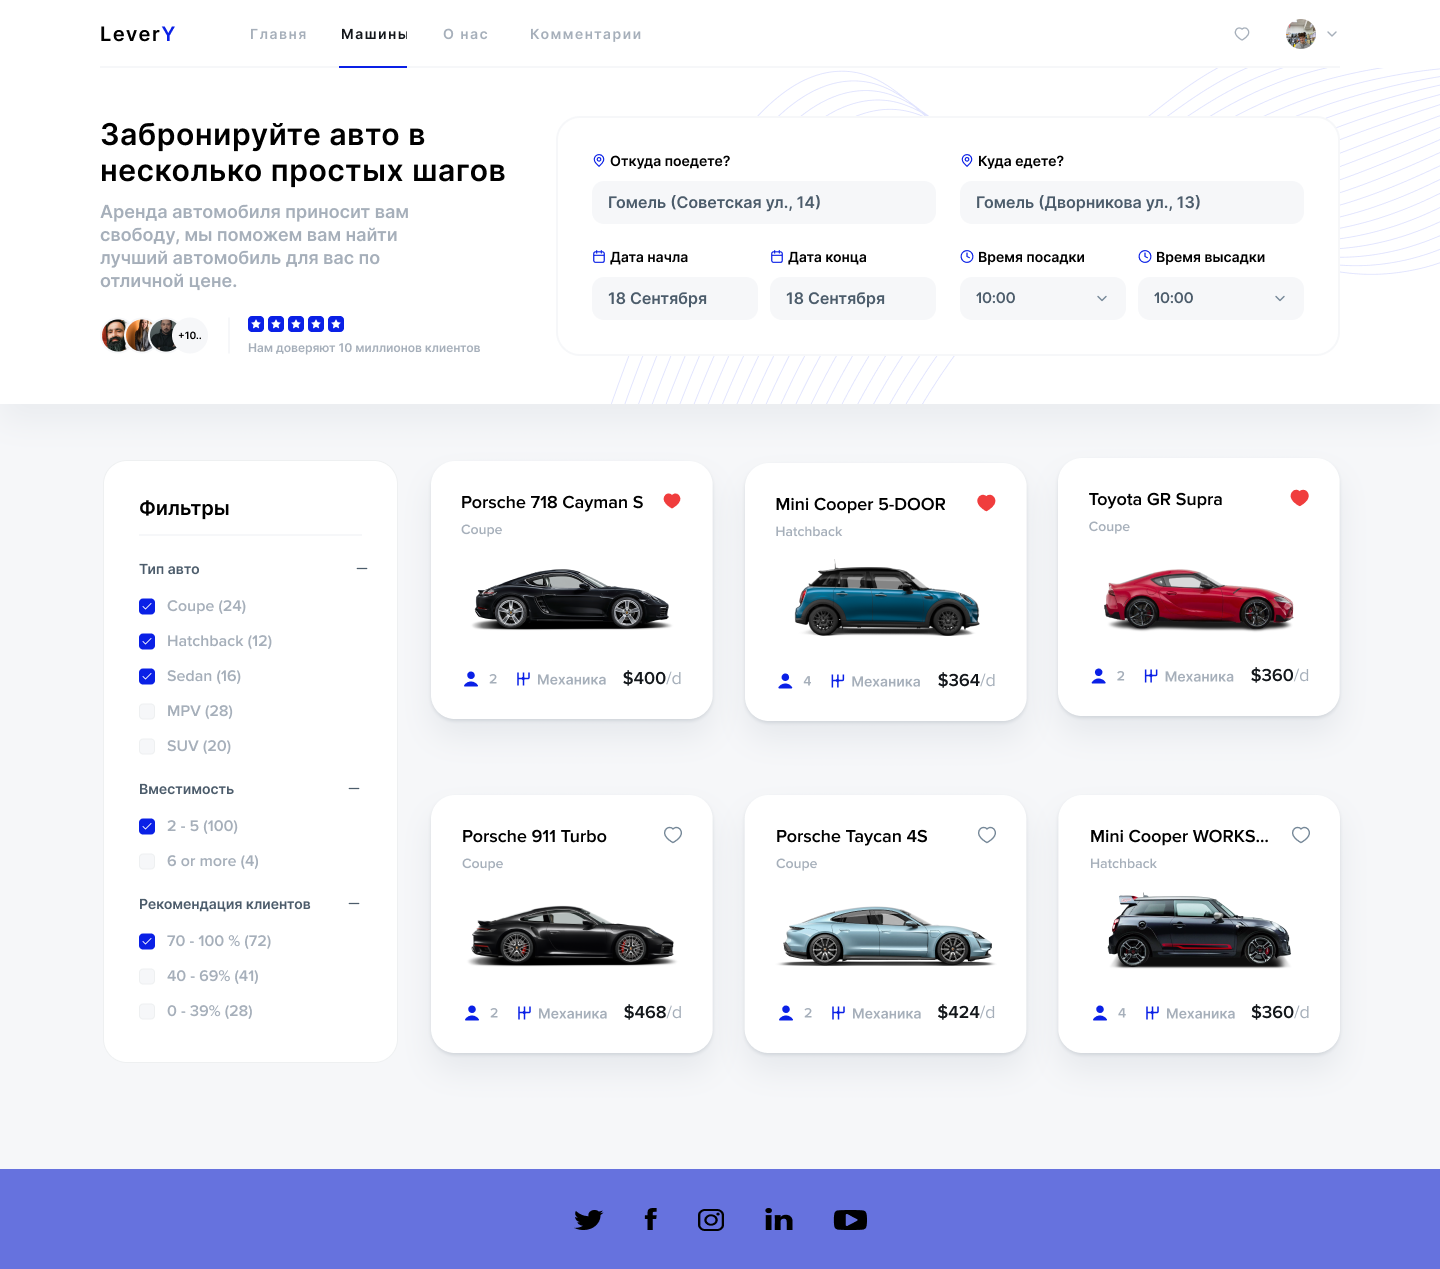 LeverY
Главня
Машины
О нас
Комментарии
Забронируйте авто в
несколько простых шагов
Аренда автомобиля приносит вам
свободу, мы поможем вам найти
лучший автомобиль для вас по
отличной цене.
+10..
Нам доверяют 10 миллионов клиентов
Откуда поедете?
Куда едете?
Гомель (Советская ул., 14)
Гомель (Дворникова ул., 13)
Дата начла
Дата конца
Время посадки
Время высадки
18 Сентября
18 Сентября
10:00
10:00
Фильтры
Тип авто
Coupe (24)
Hatchback (12)
Sedan (16)
MPV (28)
SUV (20)
Вместимость
2 - 5 (100)
6 or more (4)
Рекомендация клиентов
70 - 100 % (72)
40 - 69% (41)
0 - 39% (28)
Porsche 718 Cayman S
Coupe
2 Механика $400/d
Mini Cooper 5-DOOR
Hatchback
4 Механика $364/d
Toyota GR Supra
Coupe
2 Механика $360/d
Porsche 911 Turbo
Coupe
2 Механика $468/d
Porsche Taycan 4S
Coupe
2 Механика $424/d
Mini Cooper WORKS...
Hatchback
4 Механика $360/d